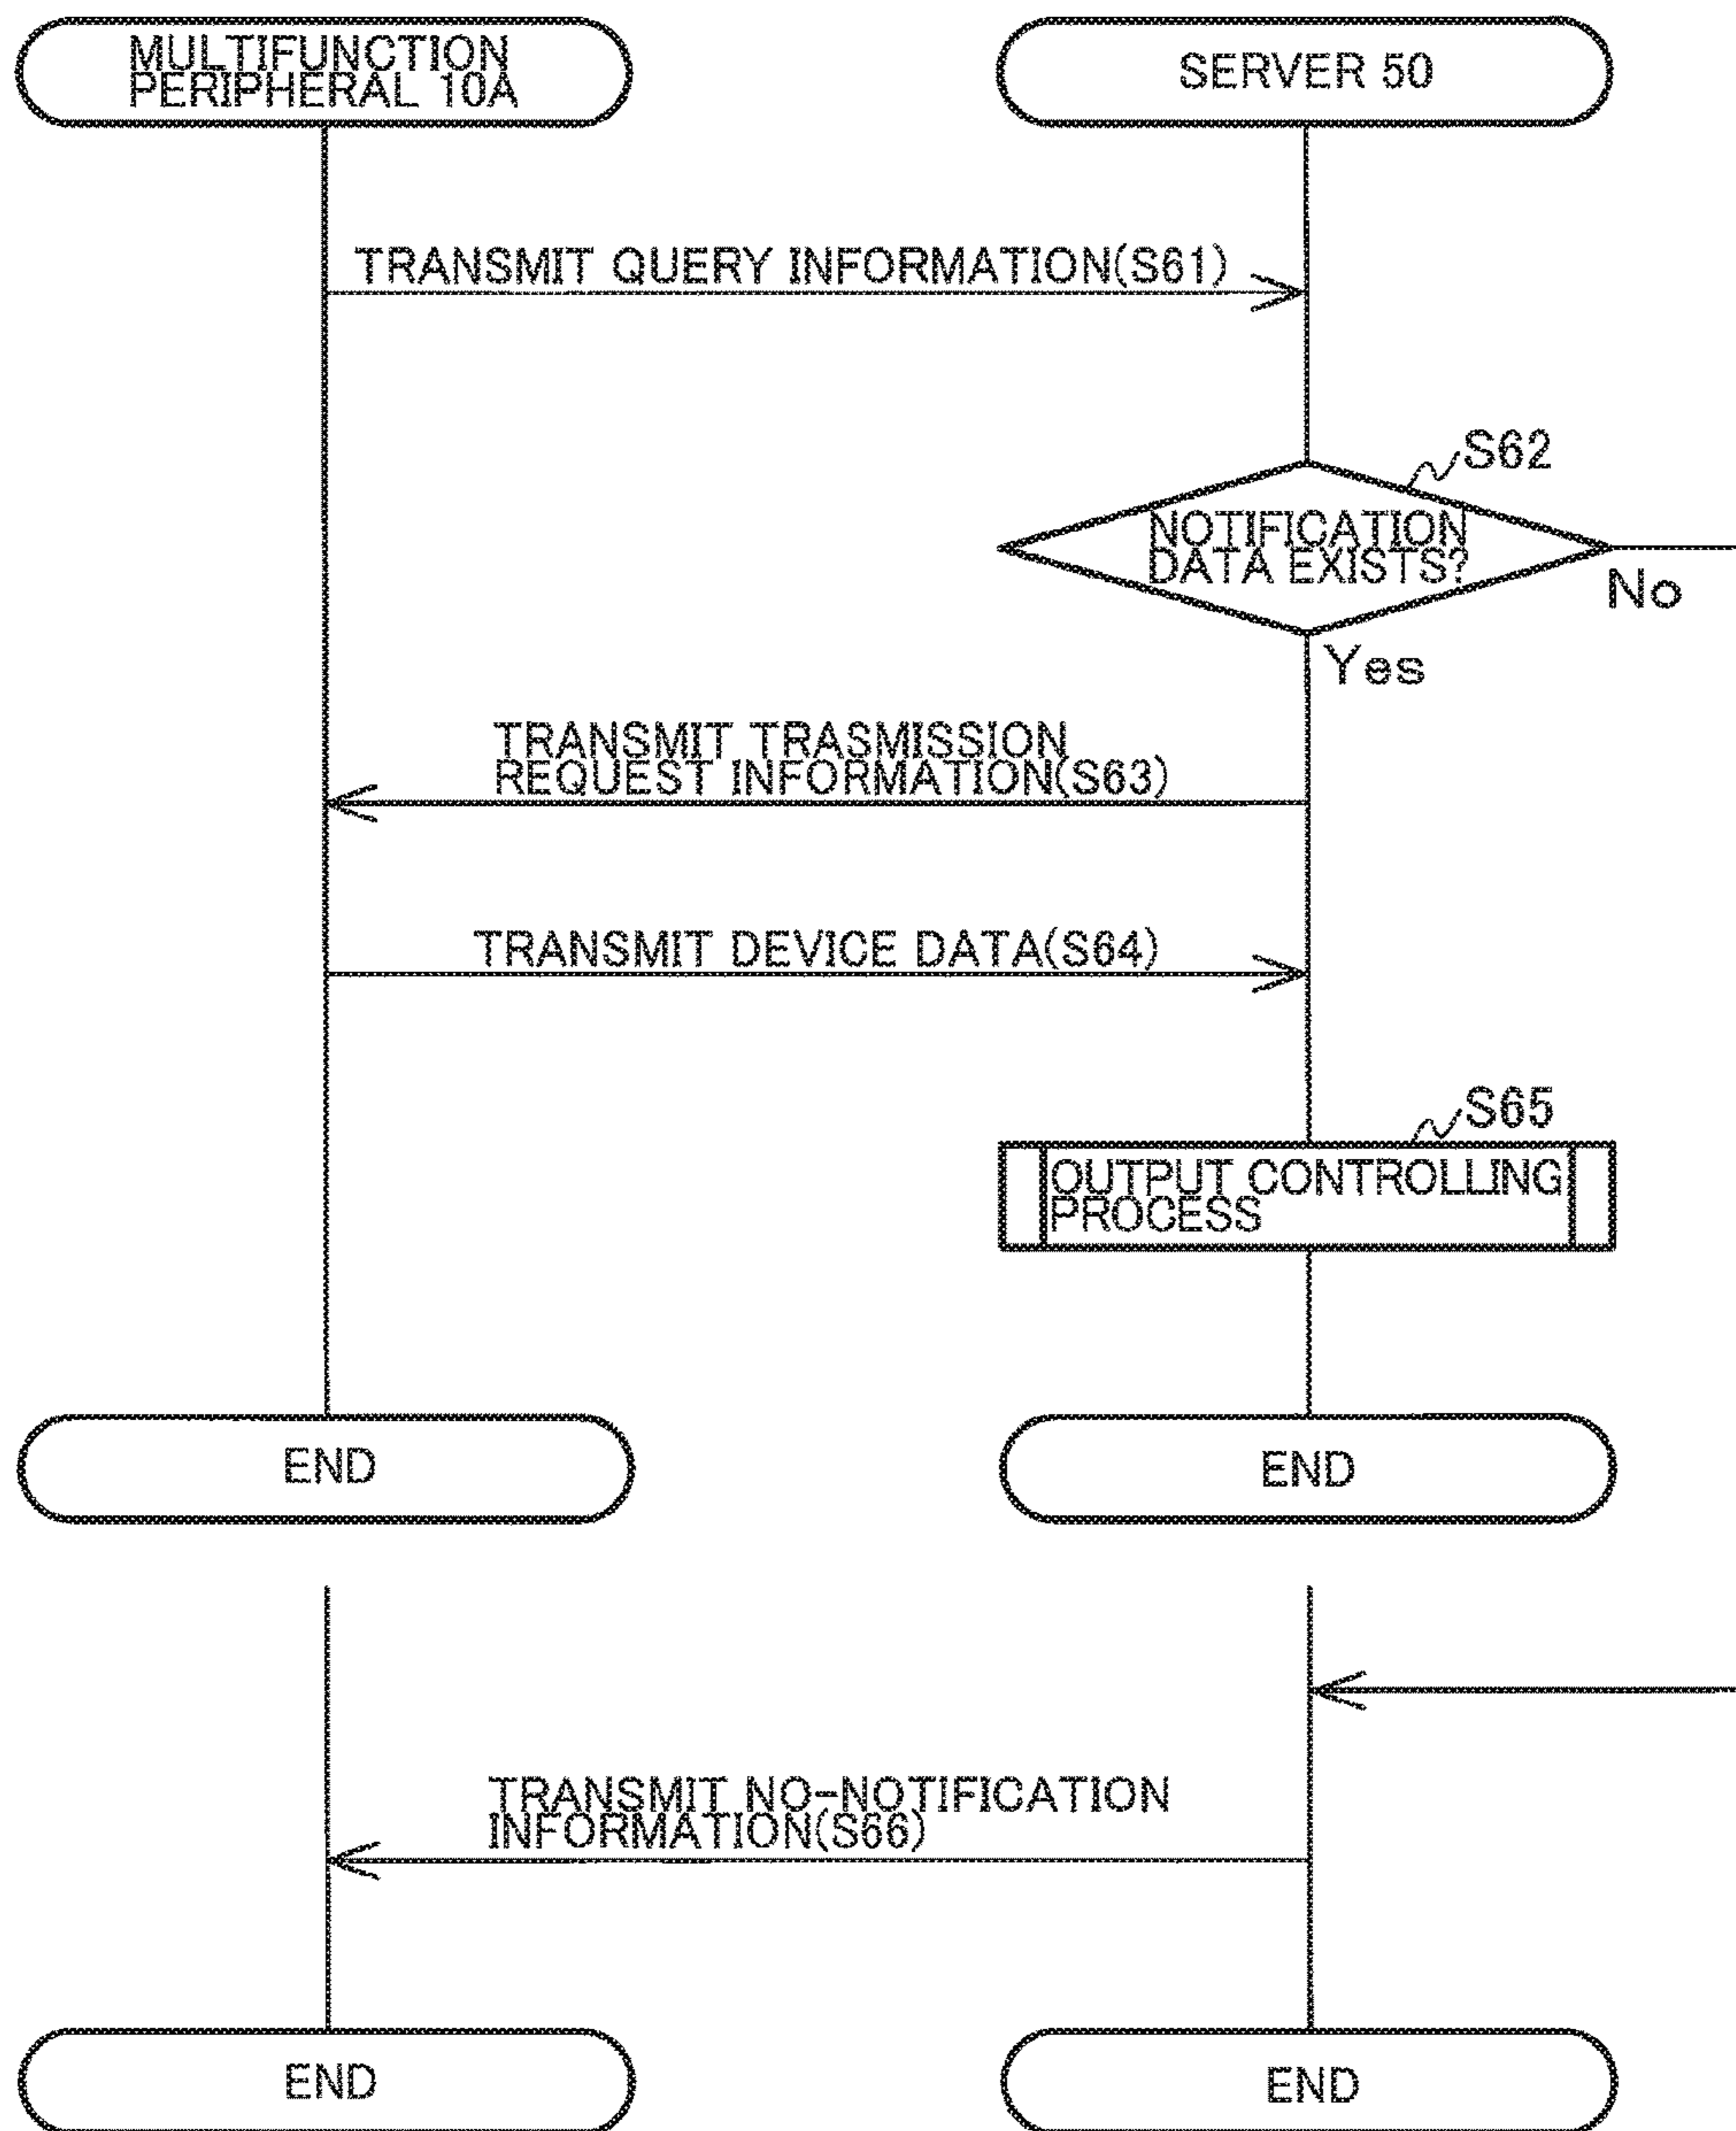 MULTIFUNCTION
PERIPHERAL 10A
SERVER 50
TRANSMIT QUERY INFORMATION(S61)
S62
NOTIFICATION
DATA EXISTS?
No
Yes
TRANSMIT TRASMISSION
REQUEST INFORMATION(S63)
TRANSMIT DEVICE DATA(S64)
S65
OUTPUT CONTROLLING
PROCESS
END
END
TRANSMIT NO-NOTIFICATION
INFORMATION(S66)
END
END